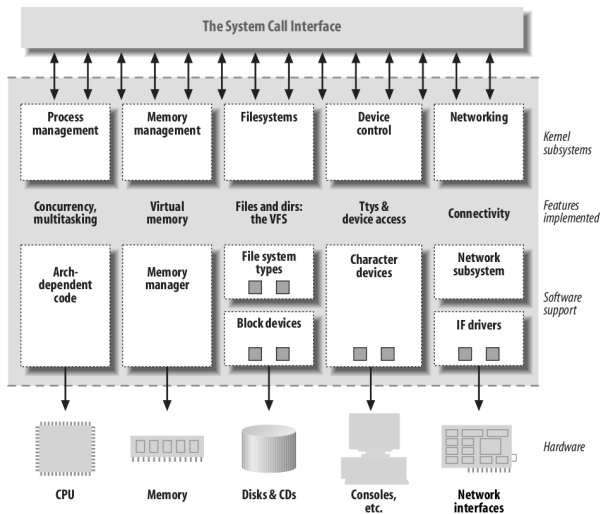 The System Call Interface
Process
management
Memory
management
Filesystems
Device
control
Networking
Kernel
subsystems
Concurrency,
multitasking
Virtual
memory
Files and dirs:
the VFS
Ttys &
device access
Connectivity
Features
implemented
Arch-
dependent
code
Memory
manager
File system
types
Block devices
Character
devices
Network
subsystem
IF drivers
Software
support
CPU
Memory
Disks & CDs
Consoles,
etc.
Network
interfaces
Hardware